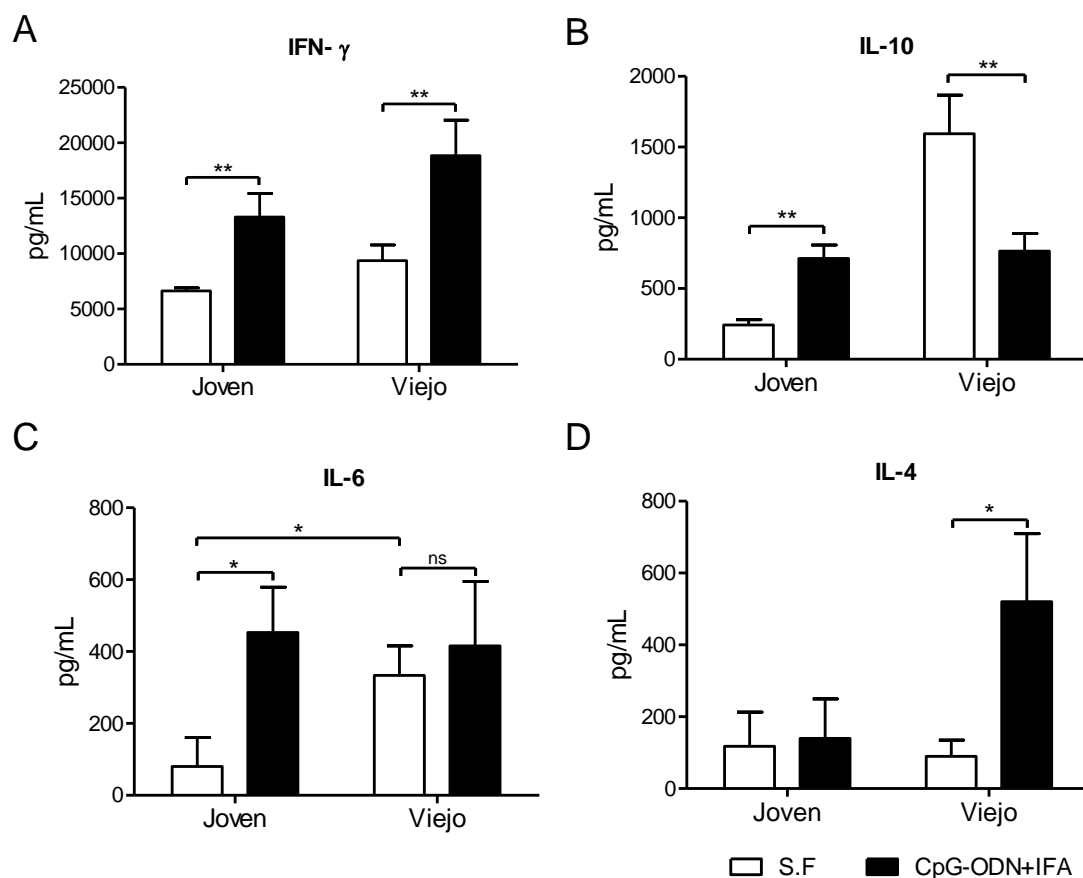 A
IFN- γ
25000
20000
15000
10000
5000
0
pg/mL
**
**
Joven
Viejo
B
IL-10
2000
1500
1000
500
0
pg/mL
**
**
Joven
Viejo
C
IL-6
800
600
400
200
0
pg/mL
*
*
ns
Joven
Viejo
D
IL-4
800
600
400
200
0
pg/mL
*
Joven
Viejo
S.F
CpG-ODN+IFA